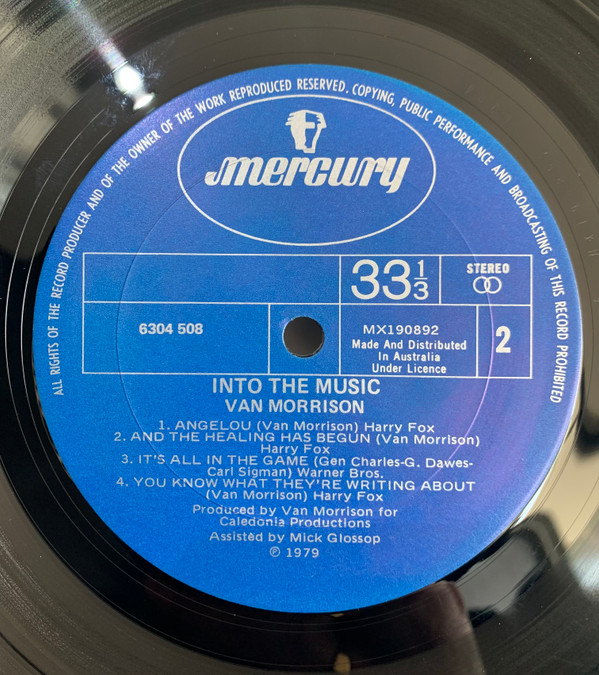 ALL RIGHTS OF THE RECORD PRODUCER AND OF THE OWNER OF THE WORK REPRODUCED RESERVED. COPYING, PUBLIC PERFORMANCE AND BROADCASTING OF THIS RECORD PROHIBITED
mercury
33 1/3
STEREO
6304 508
MX190892
Made And Distributed
In Australia
Under Licence
2
INTO THE MUSIC
VAN MORRISON
1. ANGELOU (Van Morrison) Harry Fox
2. AND THE HEALING HAS BEGUN (Van Morrison)
Harry Fox
3. IT'S ALL IN THE GAME (Gen Charles-G. Dawes-
Carl Sigman) Warner Bros.
4. YOU KNOW WHAT THEY'RE WRITING ABOUT
(Van Morrison) Harry Fox
Produced by Van Morrison for
Caledonia Productions
Assisted by Mick Glossop
℗ 1979